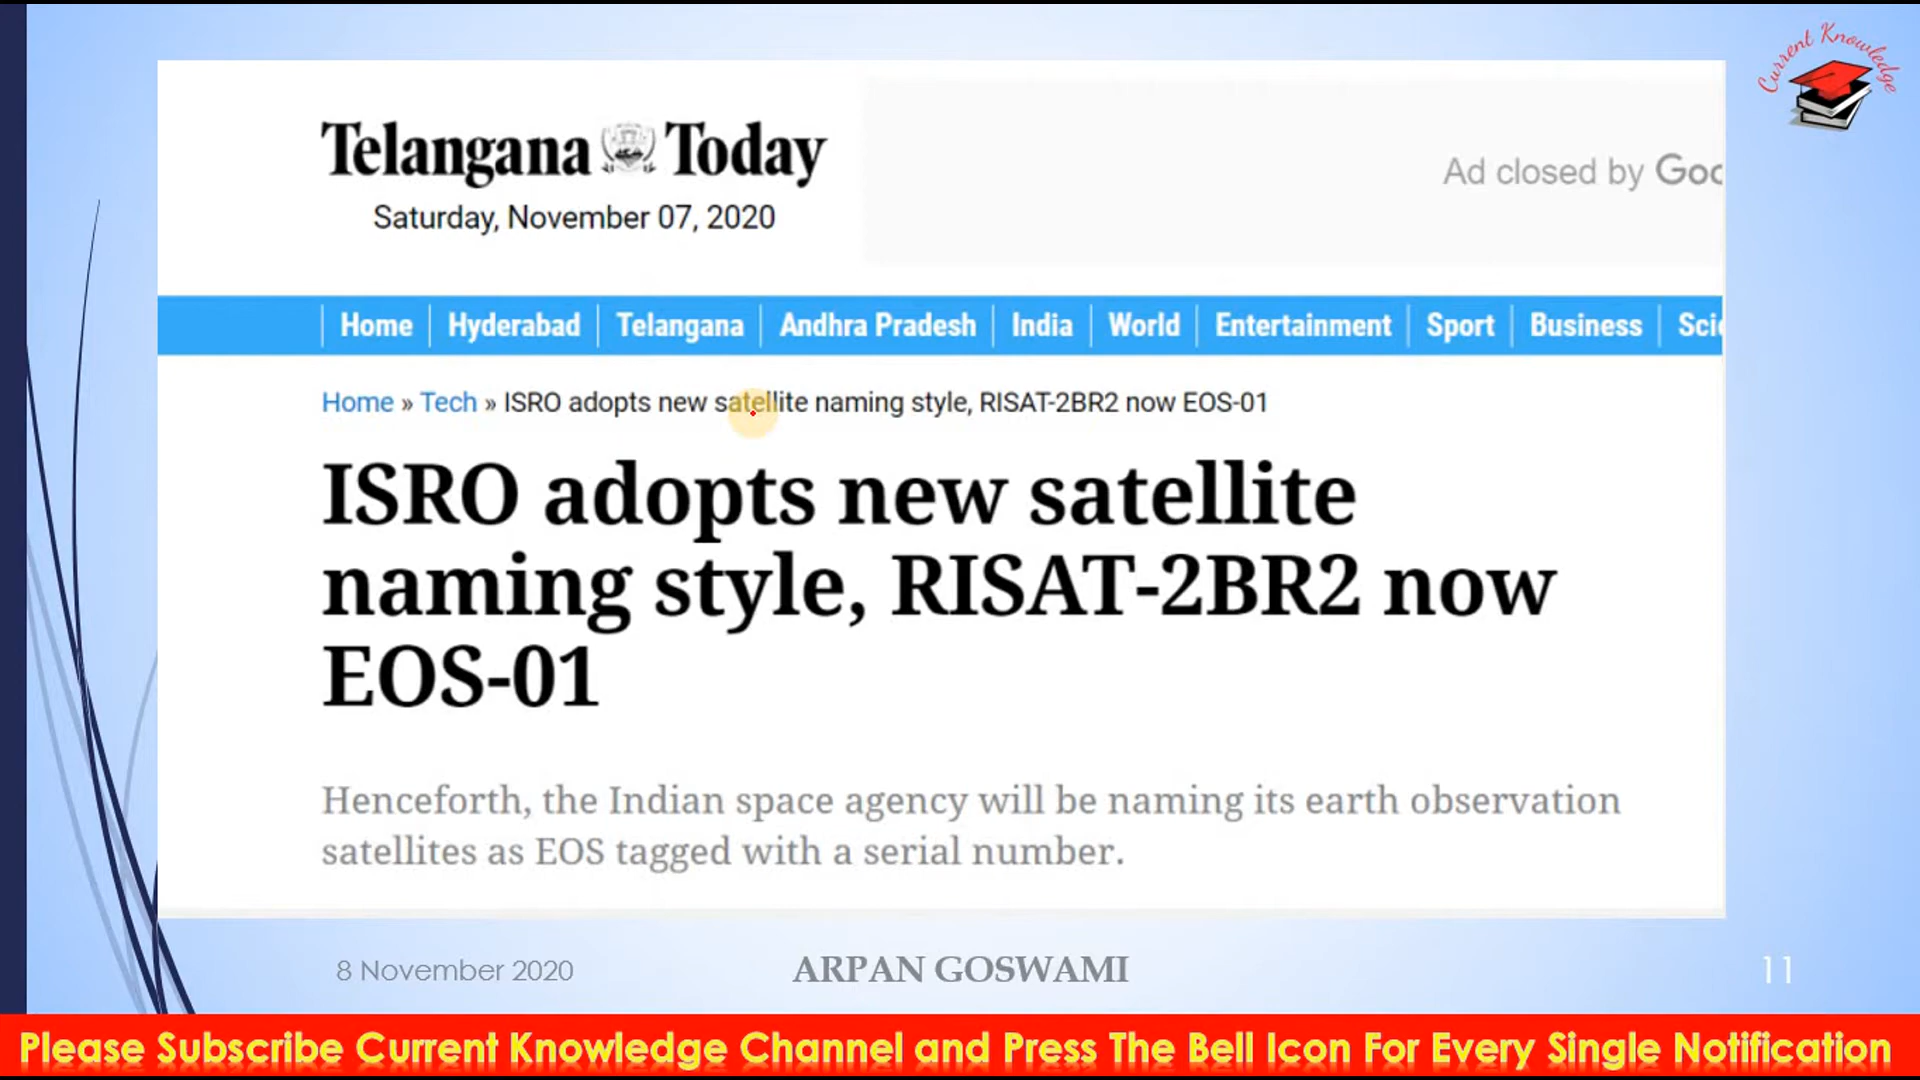 Current Knowledge
Telangana Today
Saturday, November 07, 2020
Ad closed by
Home Hyderabad Telangana Andhra Pradesh India World Entertainment Sport Business
Home » Tech » ISRO adopts new satellite naming style, RISAT-2BR2 now EOS-01
ISRO adopts new satellite
naming style, RISAT-2BR2 now
EOS-01
Henceforth, the Indian space agency will be naming its earth observation
satellites as EOS tagged with a serial number.
8 November 2020 ARPAN GOSWAMI 11
Please Subscribe Current Knowledge Channel and Press The Bell Icon For Every Single Notification